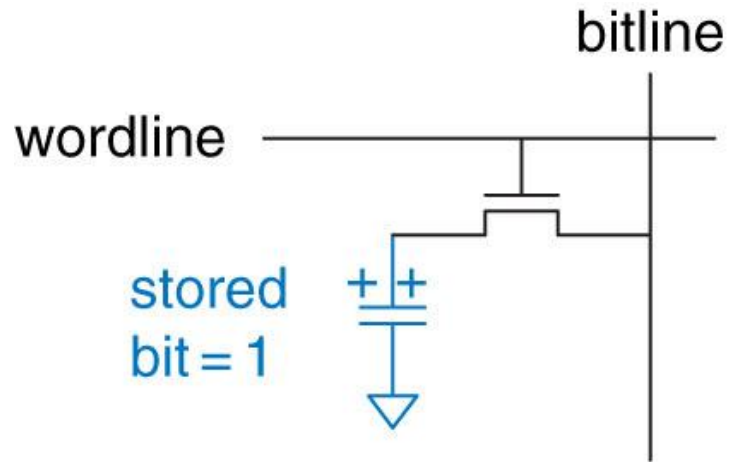 bitline
wordline
stored
bit = 1
+ +